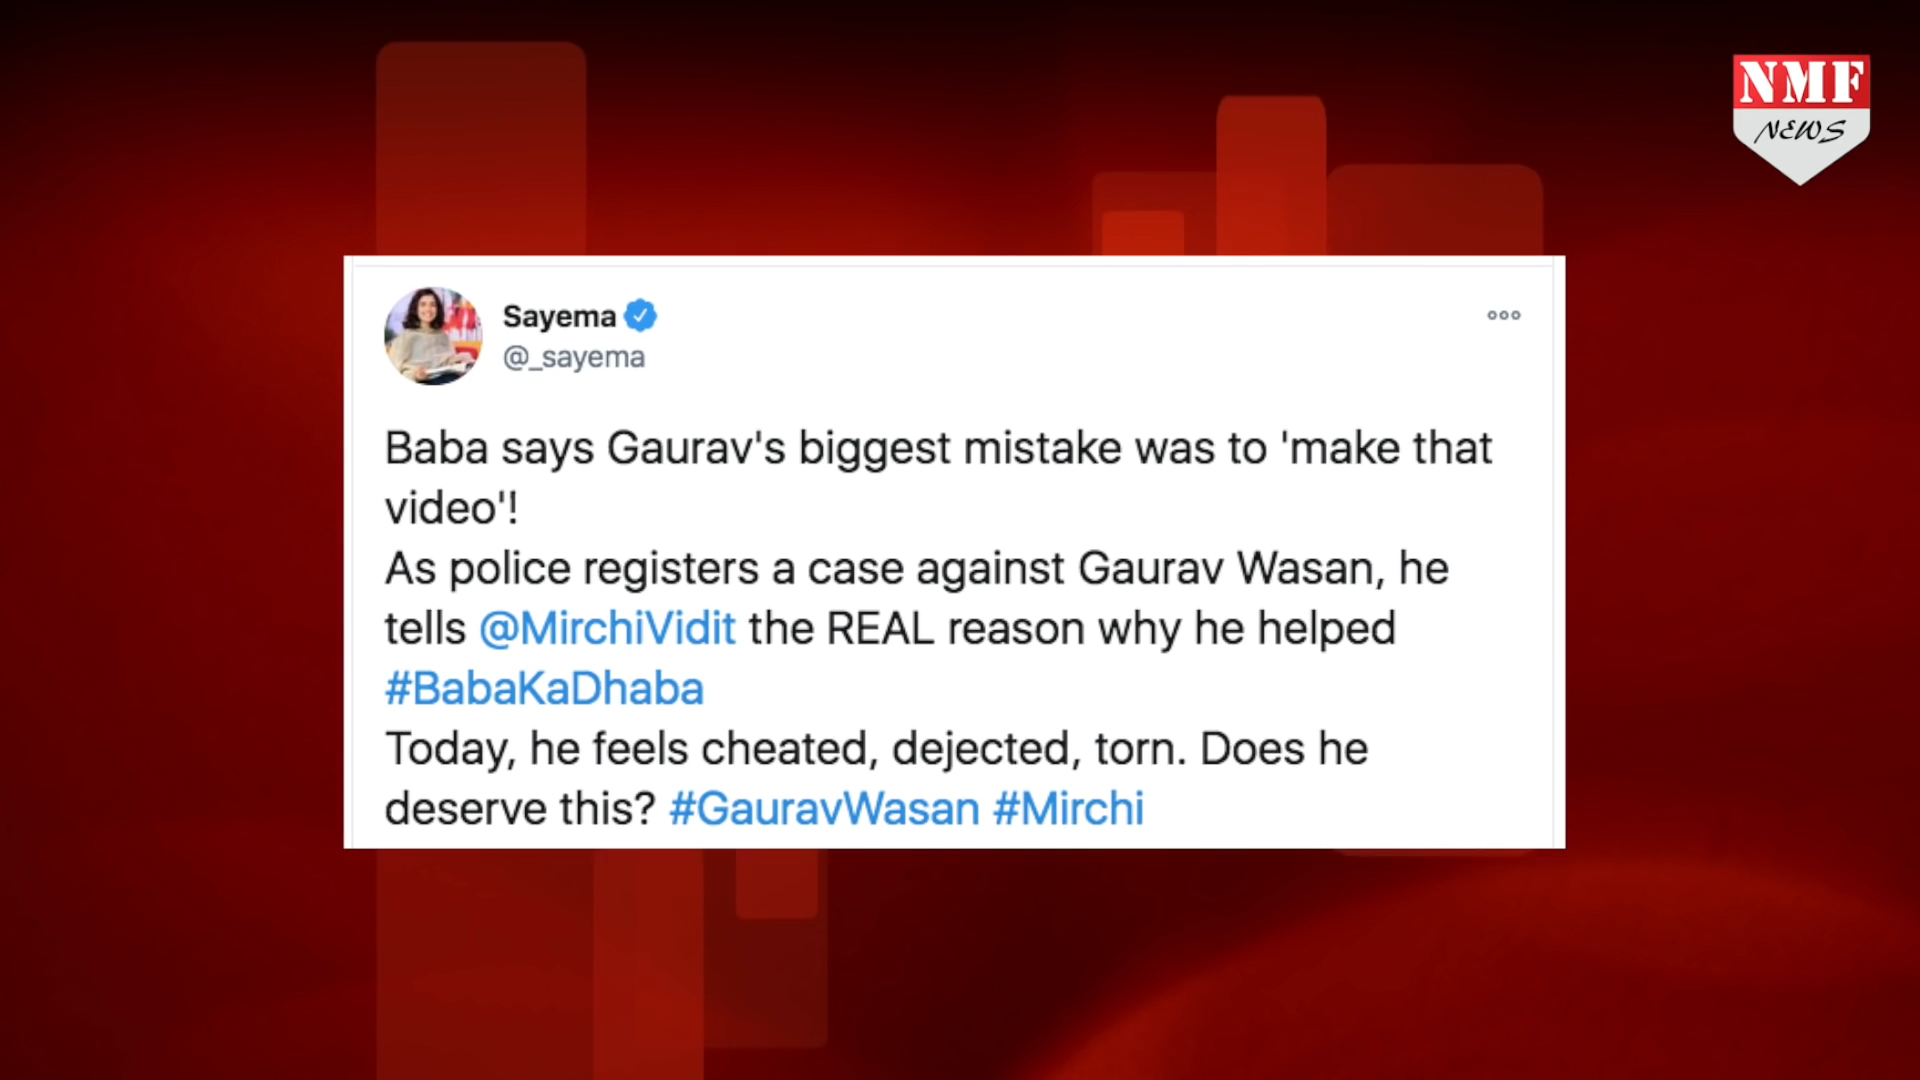 NMF
NEWS
Sayema
@_sayema
Baba says Gaurav's biggest mistake was to 'make that
video'!
As police registers a case against Gaurav Wasan, he
tells @MirchiVidit the REAL reason why he helped
#BabaKaDhaba
Today, he feels cheated, dejected, torn. Does he
deserve this? #GauravWasan #Mirchi